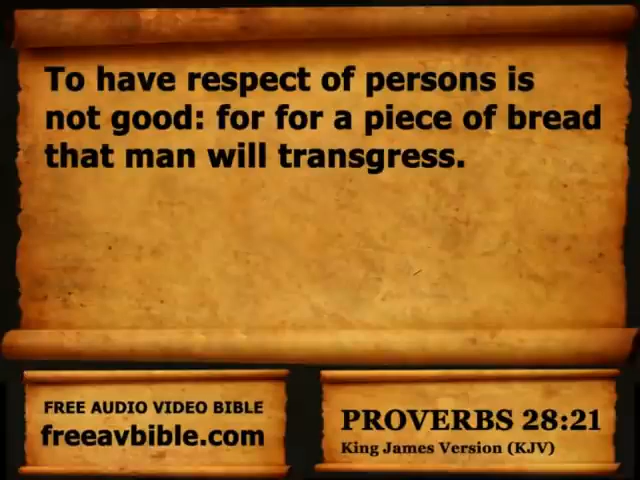 To have respect of persons is
not good: for for a piece of bread
that man will transgress.
FREE AUDIO VIDEO BIBLE
freeavbible.com
PROVERBS 28:21
King James Version (KJV)